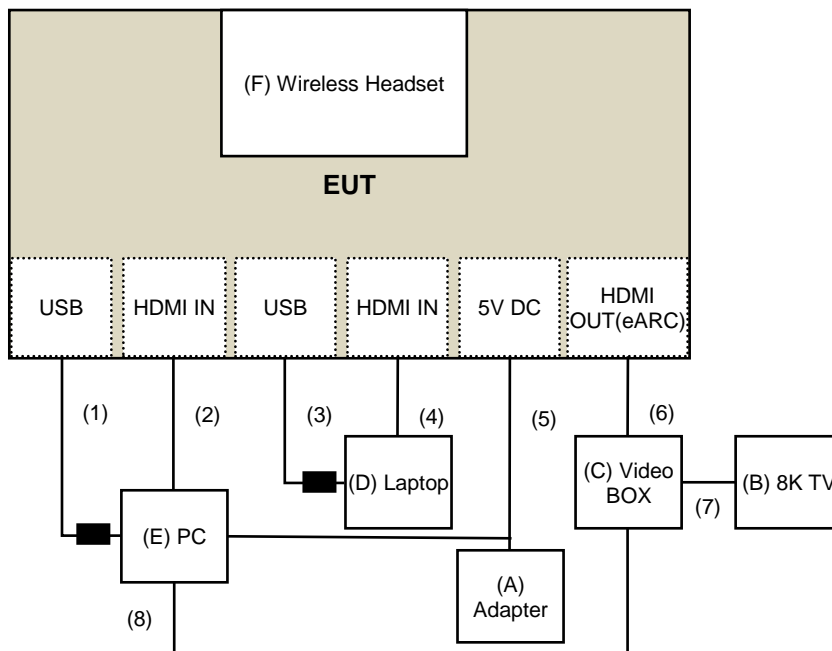 (F) Wireless Headset
EUT
USB
HDMI IN
USB
HDMI IN
5V DC
HDMI
OUT(eARC)
(1)
(2)
(3)
(4)
(5)
(6)
(D) Laptop
(C) Video
BOX
(B) 8K TV
(7)
(E) PC
(A)
Adapter
(8)